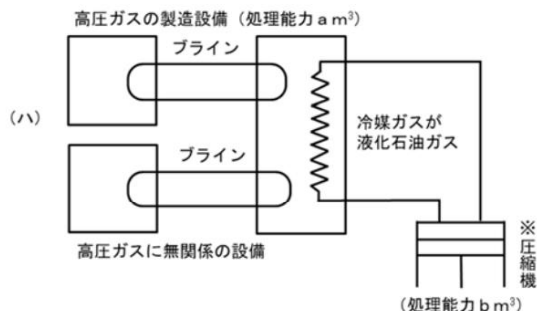 高圧ガスの製造設備（処理能力ａｍ³）
ブライン
（ハ）
冷媒ガスが
液化石油ガス
ブライン
高圧ガスに無関係の設備
※圧縮機
（処理能力ｂｍ³）